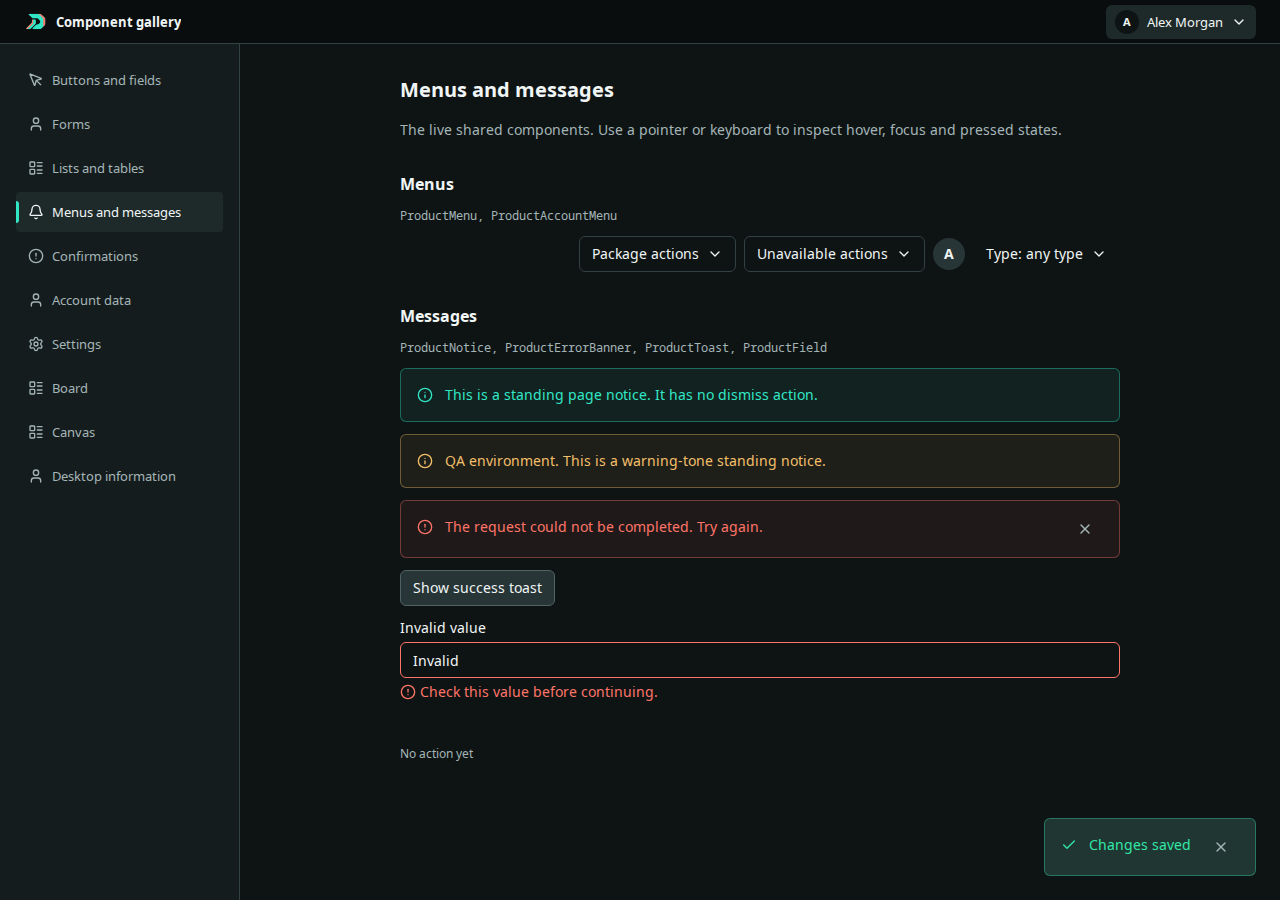 Component gallery
A Alex Morgan
Buttons and fields
Forms
Lists and tables
Menus and messages
Confirmations
Account data
Settings
Board
Canvas
Desktop information
Menus and messages
The live shared components. Use a pointer or keyboard to inspect hover, focus and pressed states.
Menus
ProductMenu, ProductAccountMenu
Package actions Unavailable actions A Type: any type
Messages
ProductNotice, ProductErrorBanner, ProductToast, ProductField
This is a standing page notice. It has no dismiss action.
QA environment. This is a warning-tone standing notice.
The request could not be completed. Try again.
Show success toast
Invalid value
Invalid
Check this value before continuing.
No action yet
Changes saved